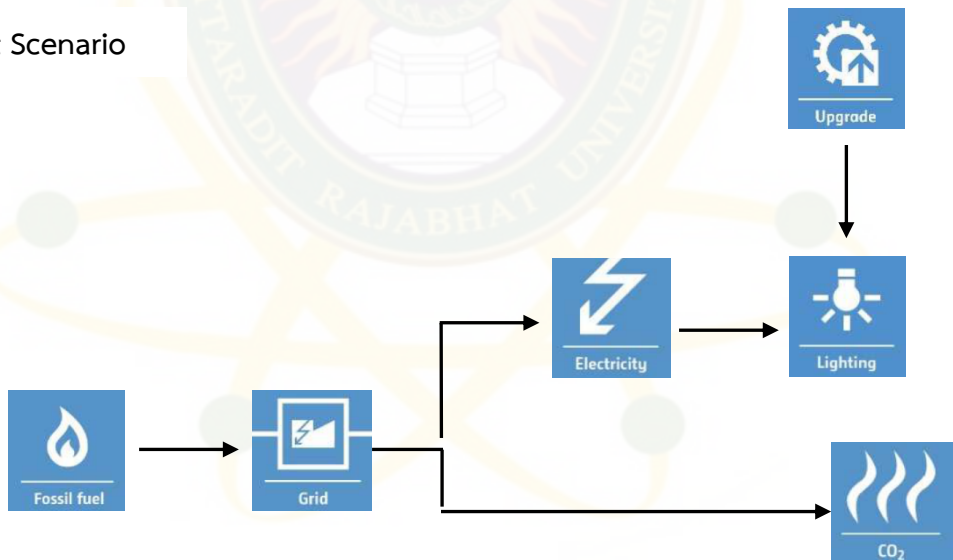 : Scenario
Upgrade
Electricity
Lighting
Fossil fuel
Grid
CO₂
RAJABHAT